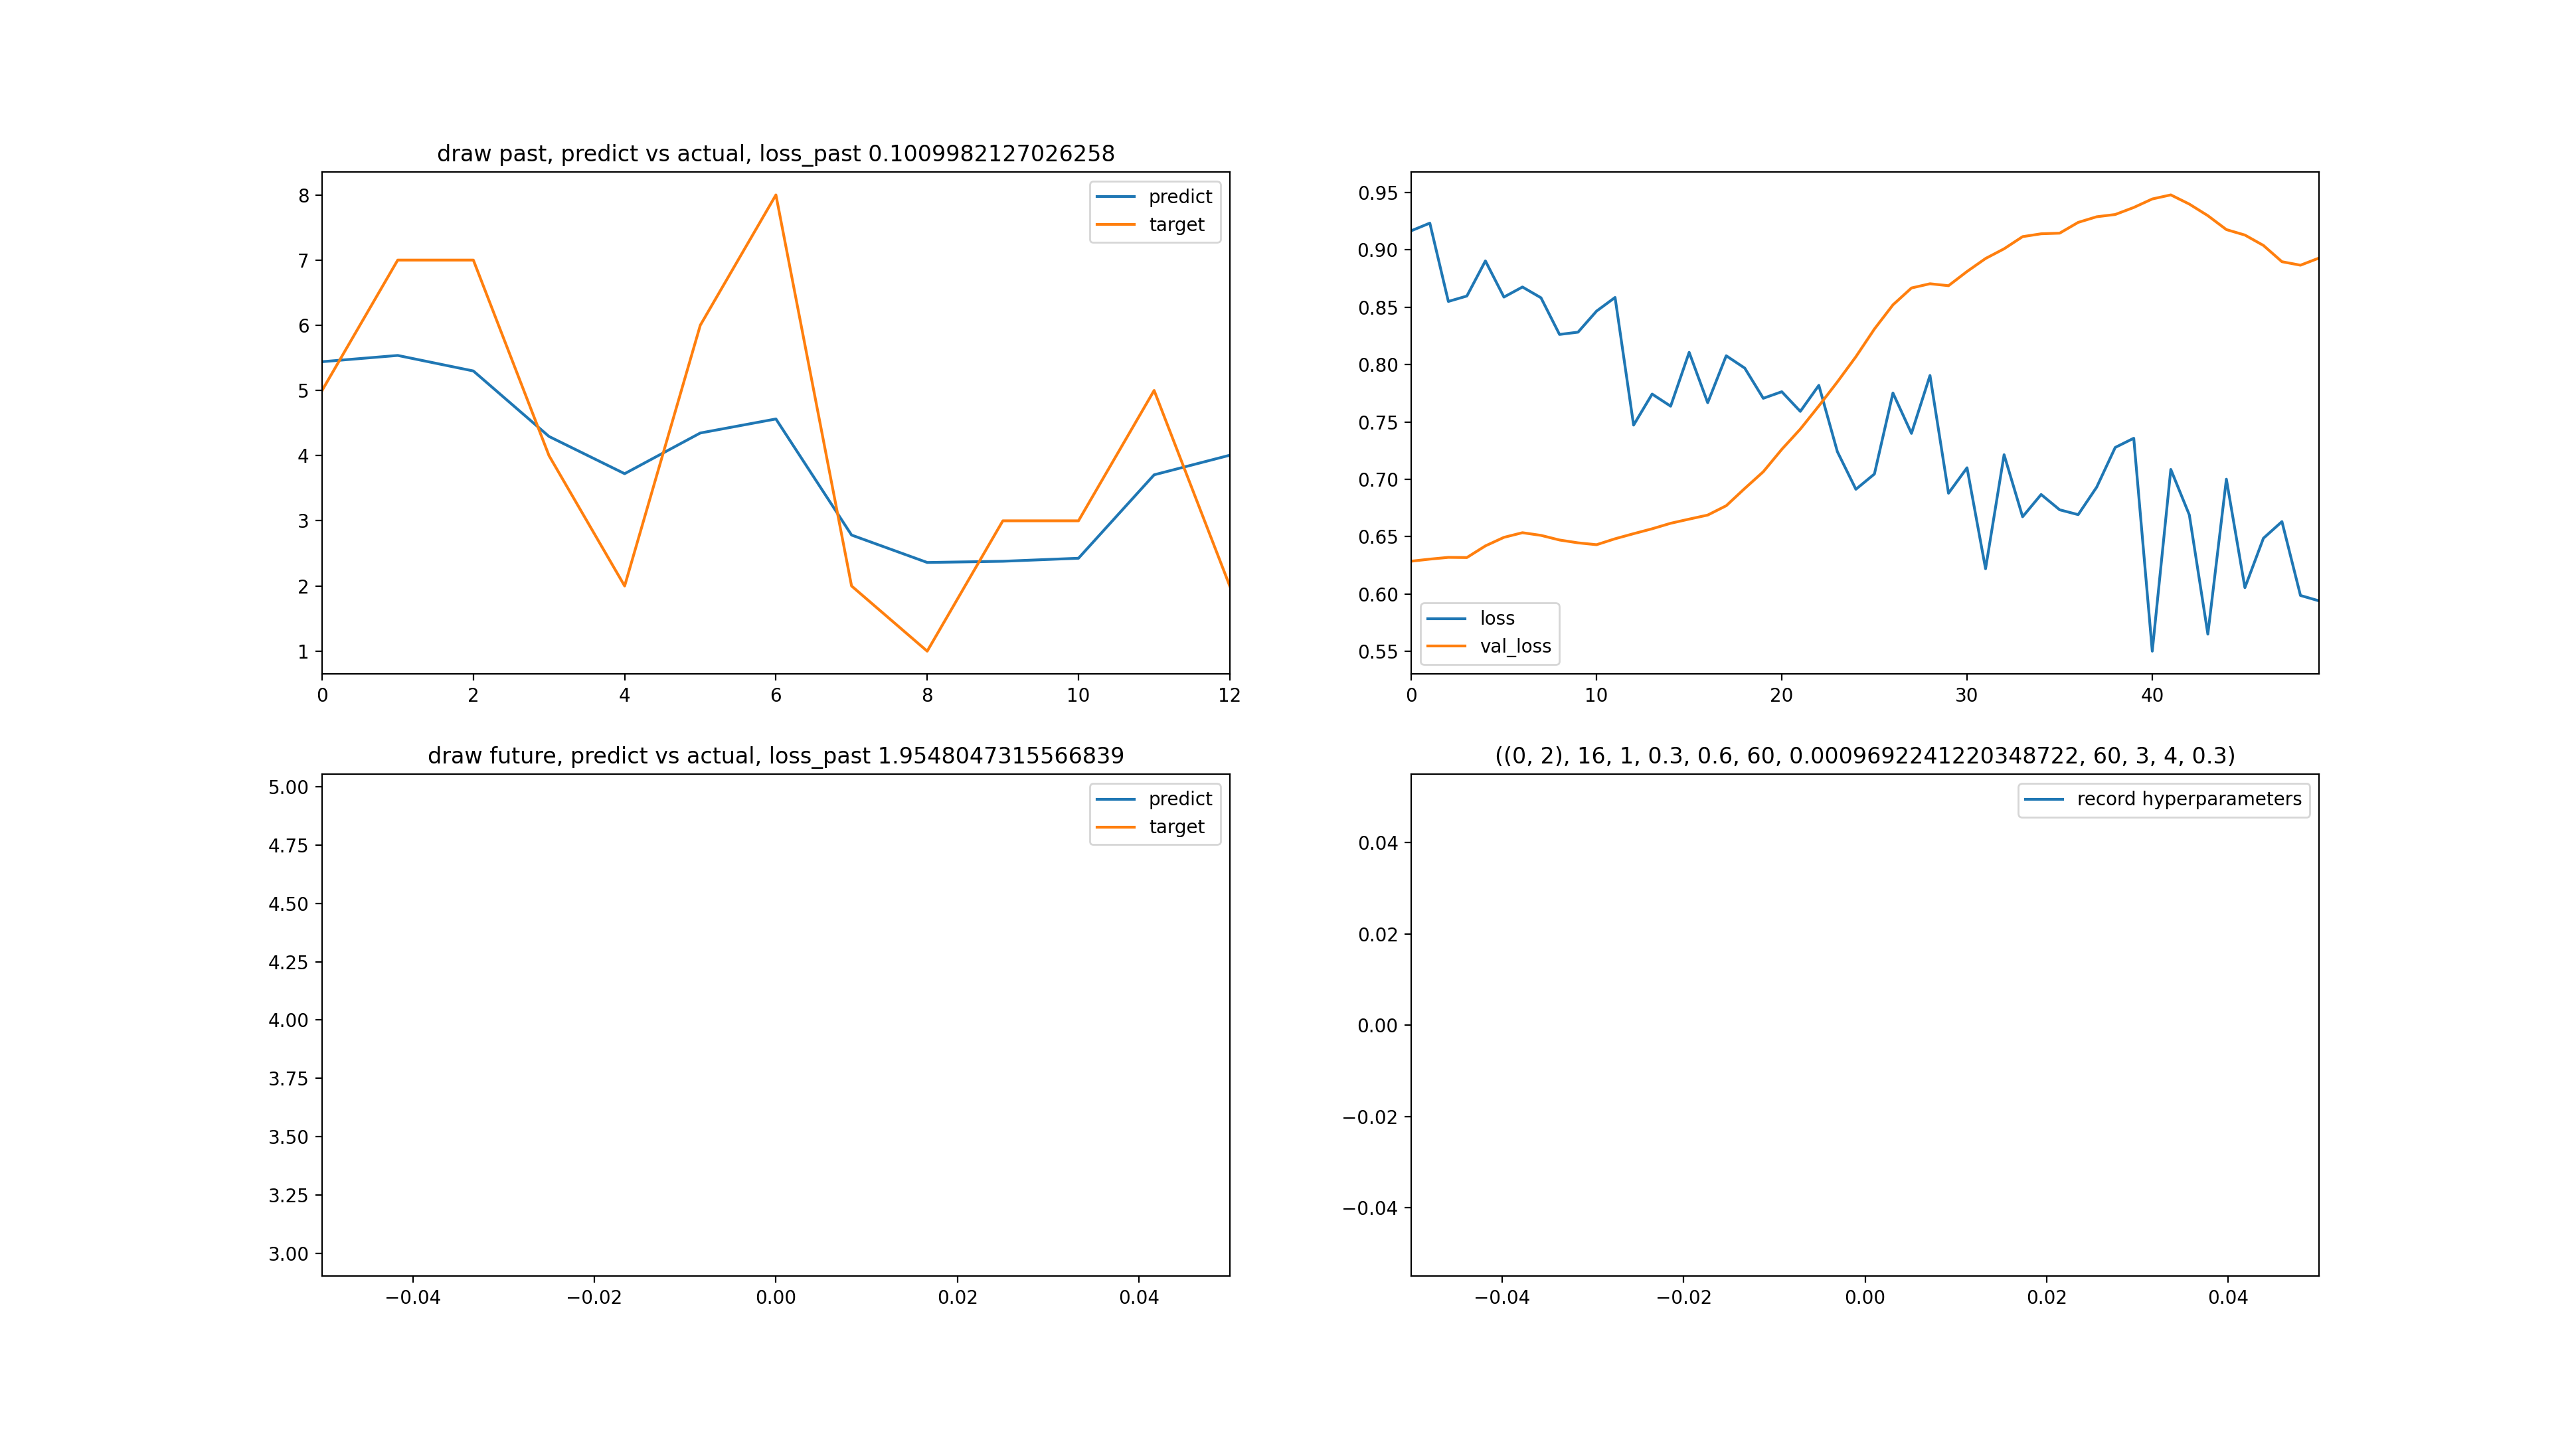 draw past, predict vs actual, loss_past 0.1009982127026258
8
7
6
5
4
3
2
1
0 2 4 6 8 10 12
predict
target
0.95
0.90
0.85
0.80
0.75
0.70
0.65
0.60
0.55
0 10 20 30 40
loss
val_loss
draw future, predict vs actual, loss_past 1.9548047315566839
5.00
4.75
4.50
4.25
4.00
3.75
3.50
3.25
3.00
−0.04 −0.02 0.00 0.02 0.04
predict
target
((0, 2), 16, 1, 0.3, 0.6, 60, 0.0009692241220348722, 60, 3, 4, 0.3)
0.04
0.02
0.00
−0.02
−0.04
−0.04 −0.02 0.00 0.02 0.04
record hyperparameters